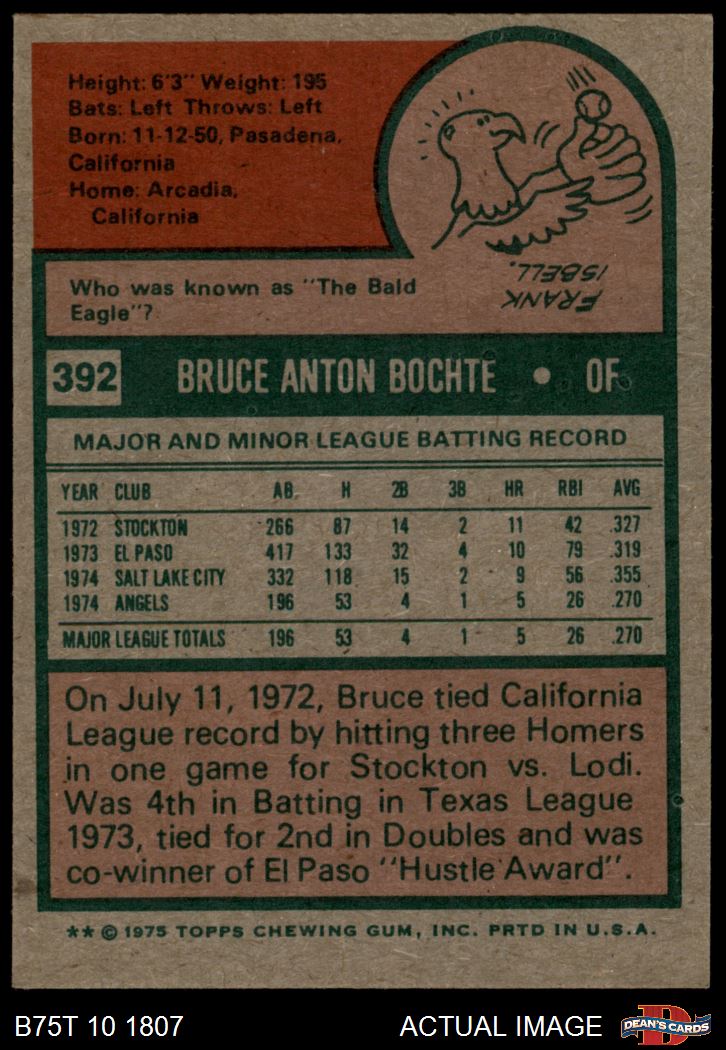 Height: 6'3" Weight: 195
Bats: Left Throws: Left
Born: 11-12-50, Pasadena,
California
Home: Arcadia,
California
Who was known as "The Bald
Eagle"?
FRANK
ISBELL.
392 BRUCE ANTON BOCHTE • OF
MAJOR AND MINOR LEAGUE BATTING RECORD
YEAR CLUB AB H 2B 3B HR RBI AVG
1972 STOCKTON 266 87 14 2 11 42 .327
1973 EL PASO 417 133 32 4 10 79 .319
1974 SALT LAKE CITY 332 118 15 2 9 56 .355
1974 ANGELS 196 53 4 1 5 26 .270
MAJOR LEAGUE TOTALS 196 53 4 1 5 26 .270
On July 11, 1972, Bruce tied California
League record by hitting three Homers
in one game for Stockton vs. Lodi.
Was 4th in Batting in Texas League
1973, tied for 2nd in Doubles and was
co-winner of El Paso "Hustle Award".
** © 1975 TOPPS CHEWING GUM, INC. PRTD IN U.S.A.
B75T 10 1807 ACTUAL IMAGE D DEAN'S CARDS